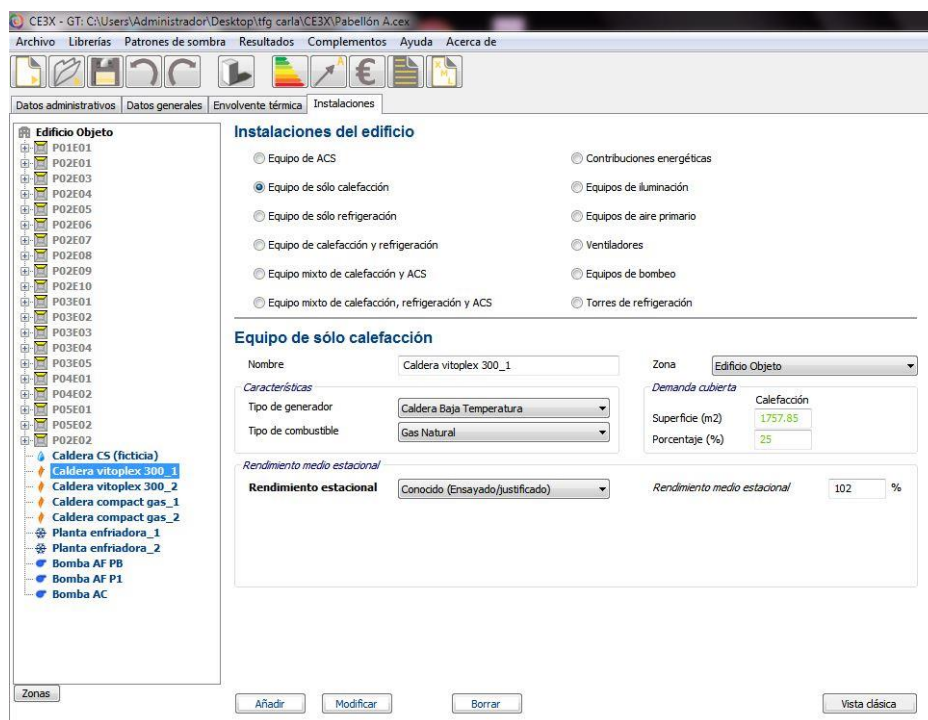 CE3X - GT: C:\Users\Administrador\Desktop\tfg carla\CE3X\Pabellón A.cex
Archivo Librerías Patrones de sombra Resultados Complementos Ayuda Acerca de
Datos administrativos Datos generales Envolvente térmica Instalaciones
Edificio Objeto
P01E01
P02E01
P02E03
P02E04
P02E05
P02E06
P02E07
P02E08
P02E09
P02E10
P03E01
P03E02
P03E03
P03E04
P03E05
P04E01
P04E02
P05E01
P05E02
P02E02
Caldera CS (ficticia)
Caldera vitoplex 300_1
Caldera vitoplex 300_2
Caldera compact gas_1
Caldera compact gas_2
Planta enfriadora_1
Planta enfriadora_2
Bomba AF PB
Bomba AF P1
Bomba AC
Zonas
Instalaciones del edificio
Equipo de ACS Contribuciones energéticas
Equipo de sólo calefacción Equipos de iluminación
Equipo de sólo refrigeración Equipos de aire primario
Equipo de calefacción y refrigeración Ventiladores
Equipo mixto de calefacción y ACS Equipos de bombeo
Equipo mixto de calefacción, refrigeración y ACS Torres de refrigeración
Equipo de sólo calefacción
Nombre Caldera vitoplex 300_1 Zona Edificio Objeto
Características Demanda cubierta
Calefacción
Tipo de generador Caldera Baja Temperatura
Superficie (m2) 1757.85
Tipo de combustible Gas Natural
Porcentaje (%) 25
Rendimiento medio estacional
Rendimiento estacional Conocido (Ensayado/justificado) Rendimiento medio estacional 102 %
Añadir Modificar Borrar Vista clásica